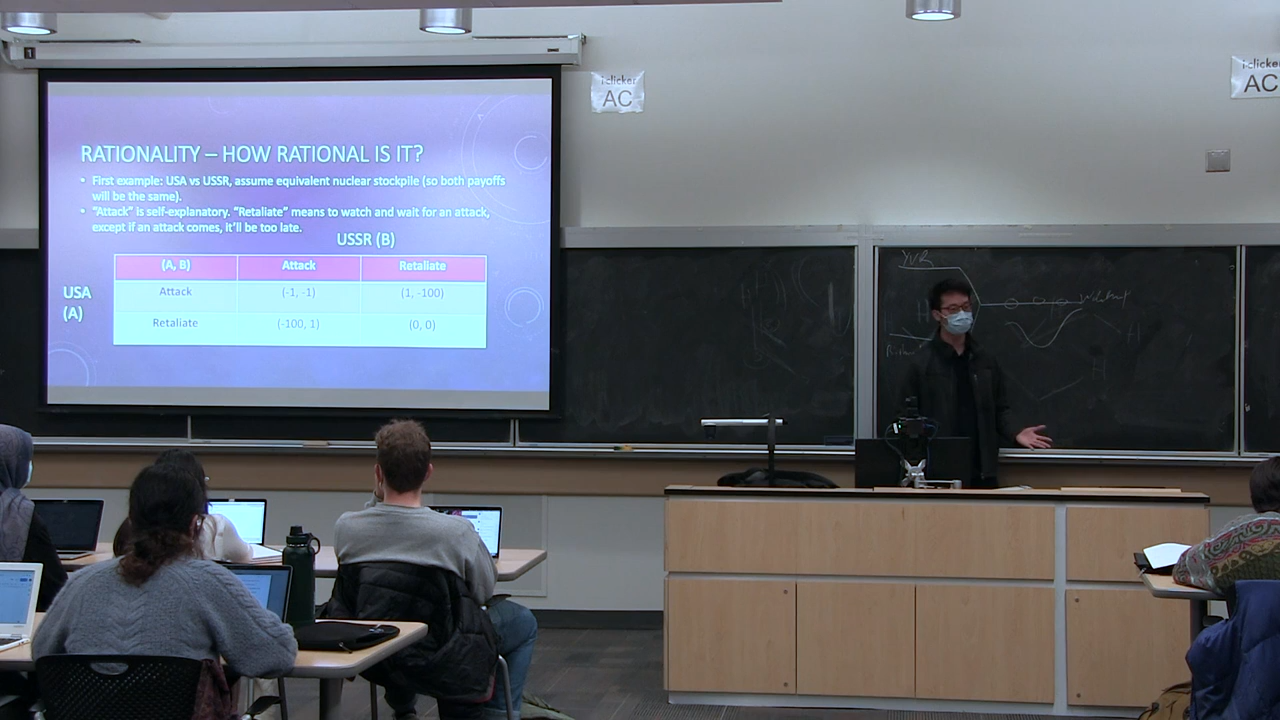 RATIONALITY – HOW RATIONAL IS IT?
• First example: USA vs USSR, assume equivalent nuclear stockpile (so both payoffs
will be the same).
• "Attack" is self-explanatory. "Retaliate" means to watch and wait for an attack,
except if an attack comes, it'll be too late.
USSR (B)
(A, B) Attack Retaliate
USA
(A)
Attack (-1, -1) (1, -100)
Retaliate (-100, 1) (0, 0)
i clicker
AC
i clicker
AC
YVR